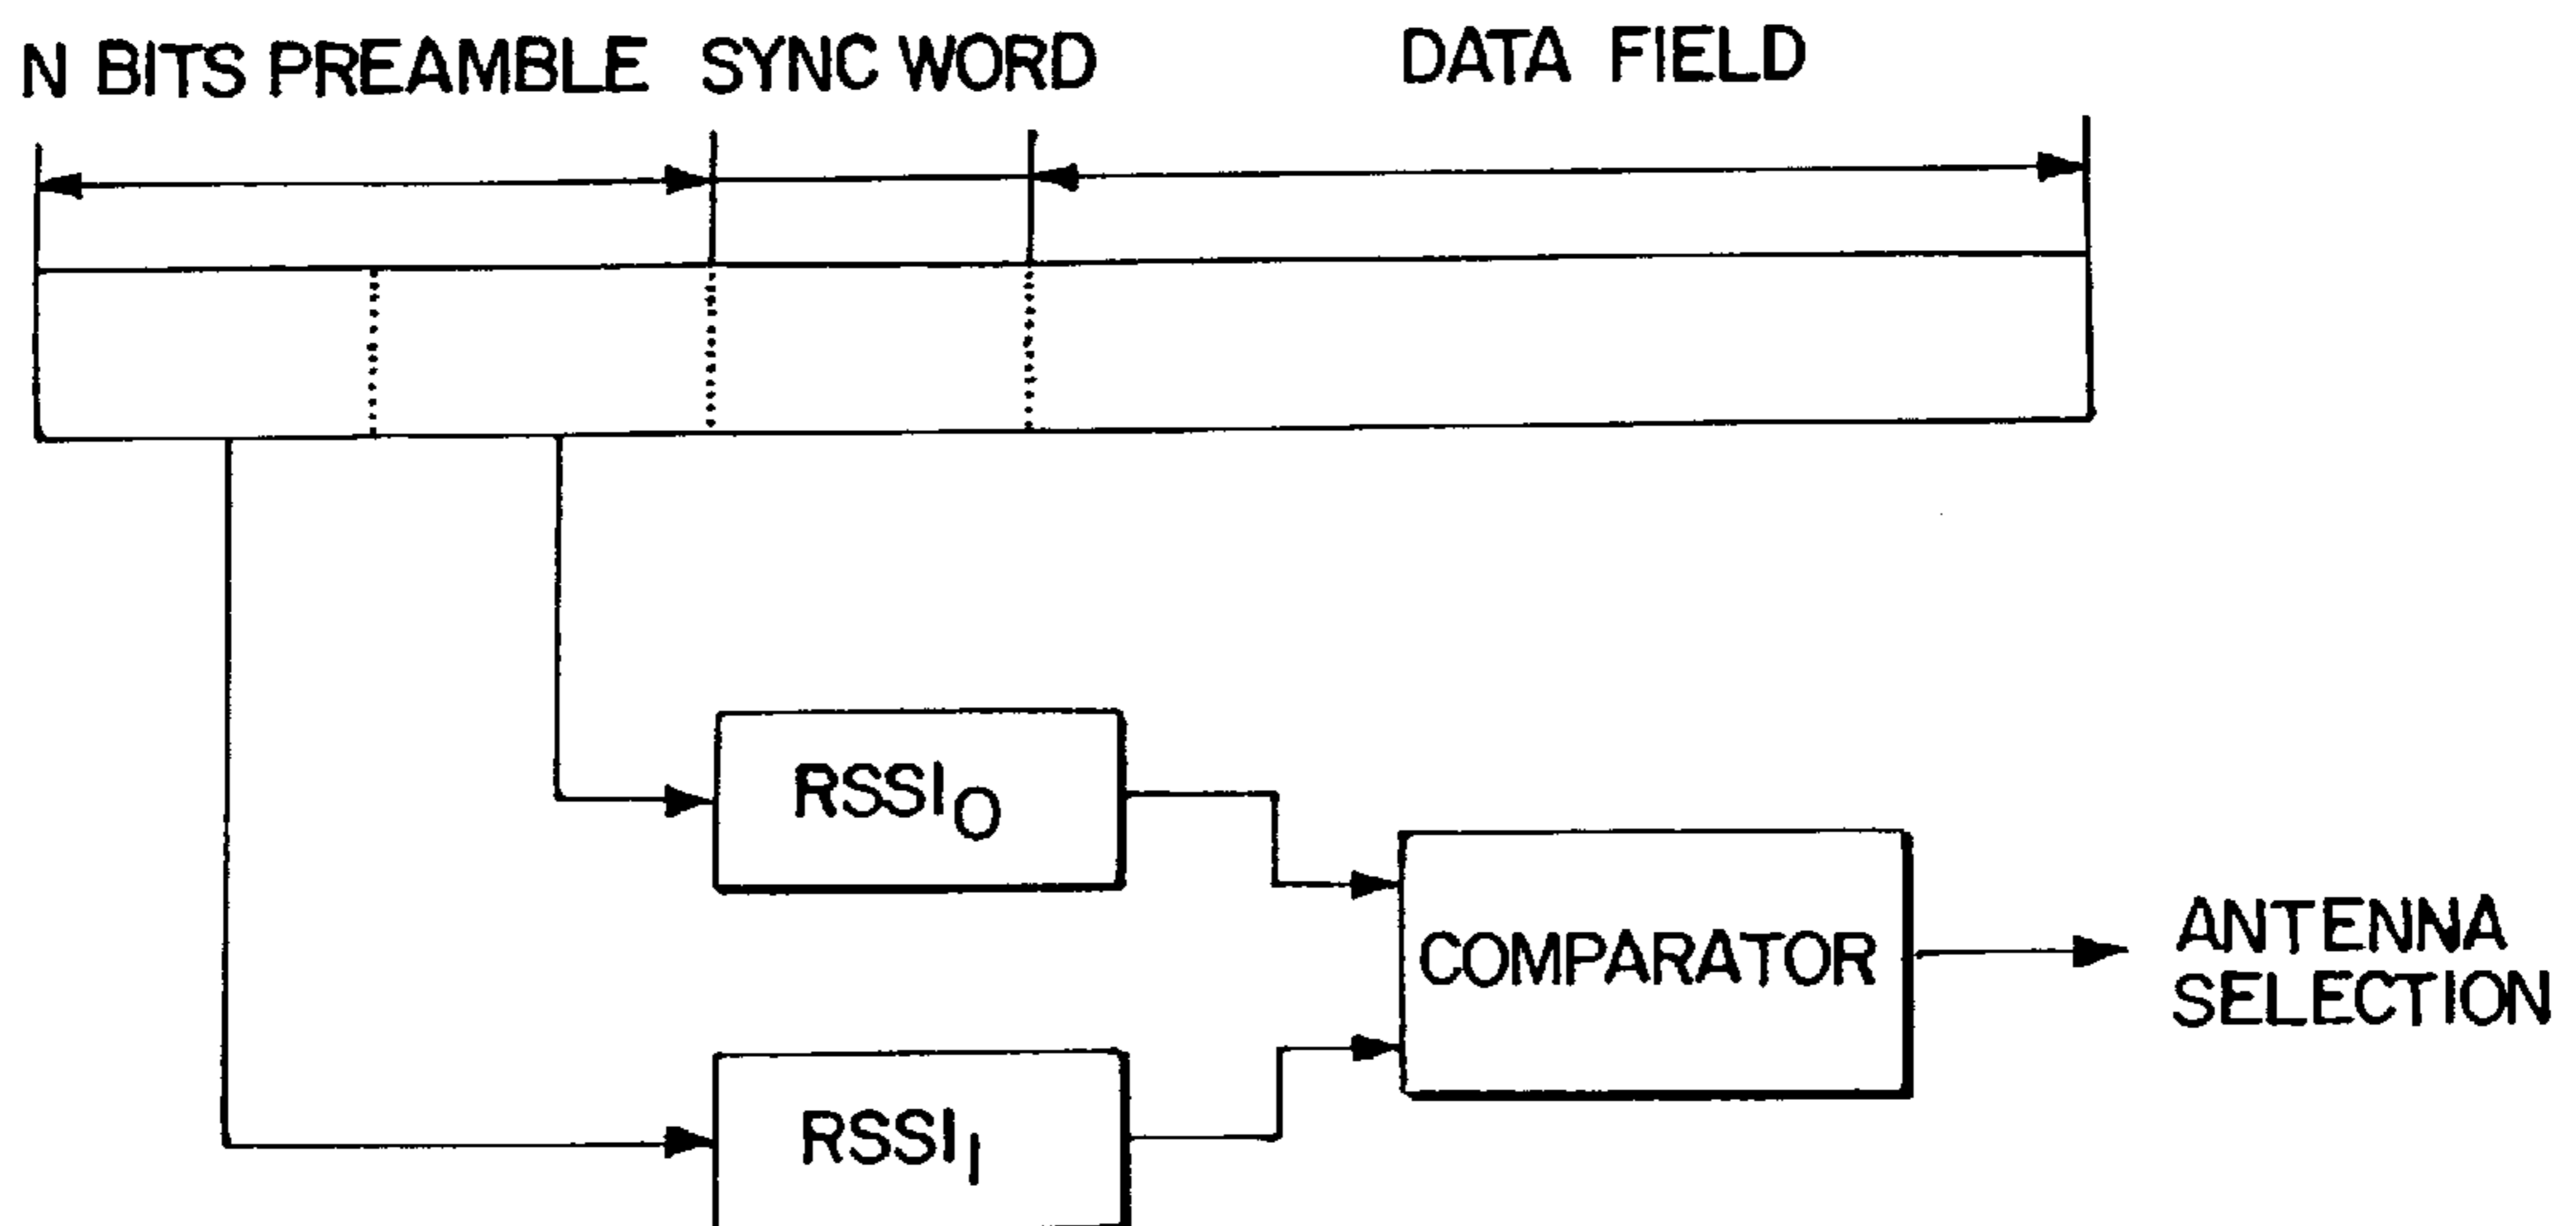 N BITS PREAMBLE SYNC WORD DATA FIELD
RSSI₀
COMPARATOR
ANTENNA
SELECTION
RSSI₁